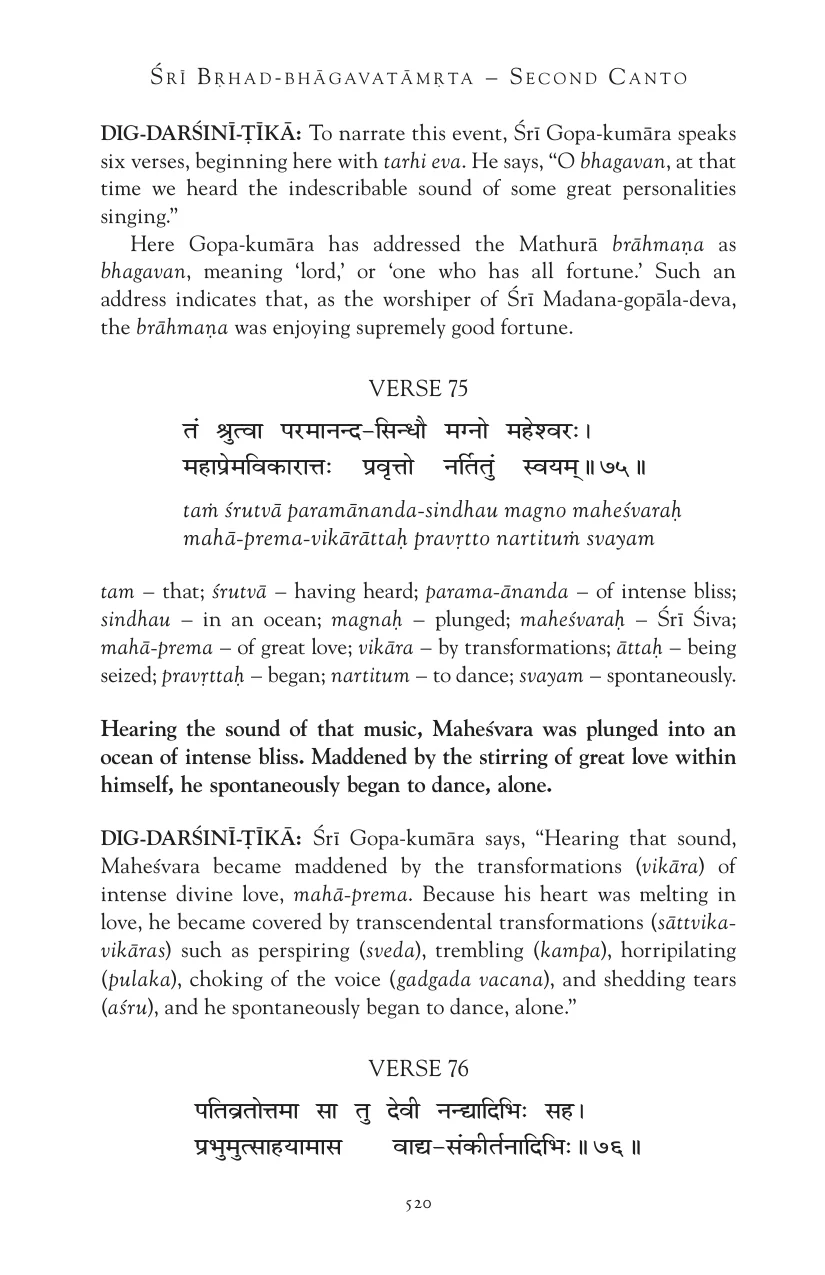 Śrī Bṛhad-bhāgavatāmṛta – Second Canto
DIG-DARŚINĪ-ṬĪKĀ: To narrate this event, Śrī Gopa-kumāra speaks
six verses, beginning here with tarhi eva. He says, “O bhagavan, at that
time we heard the indescribable sound of some great personalities
singing.”
Here Gopa-kumāra has addressed the Mathurā brāhmaṇa as
bhagavan, meaning ‘lord,’ or ‘one who has all fortune.’ Such an
address indicates that, as the worshiper of Śrī Madana-gopāla-deva,
the brāhmaṇa was enjoying supremely good fortune.
VERSE 75
तं श्रुत्वा परमानन्द–सिन्धौ मग्नो महेश्वरः।
महाप्रेमविकारात्तः प्रवृत्तो नर्तितुं स्वयम्॥७५॥
taṁ śrutvā paramānanda-sindhau magno maheśvaraḥ
mahā-prema-vikārāttaḥ pravṛtto nartituṁ svayam
tam – that; śrutvā – having heard; parama-ānanda – of intense bliss;
sindhau – in an ocean; magnaḥ – plunged; maheśvaraḥ – Śrī Śiva;
mahā-prema – of great love; vikāra – by transformations; āttaḥ – being
seized; pravṛttaḥ – began; nartitum – to dance; svayam – spontaneously.
Hearing the sound of that music, Maheśvara was plunged into an
ocean of intense bliss. Maddened by the stirring of great love within
himself, he spontaneously began to dance, alone.
DIG-DARŚINĪ-ṬĪKĀ: Śrī Gopa-kumāra says, “Hearing that sound,
Maheśvara became maddened by the transformations (vikāra) of
intense divine love, mahā-prema. Because his heart was melting in
love, he became covered by transcendental transformations (sāttvika-
vikāras) such as perspiring (sveda), trembling (kampa), horripilating
(pulaka), choking of the voice (gadgada vacana), and shedding tears
(aśru), and he spontaneously began to dance, alone.”
VERSE 76
पतिव्रतोत्तमा सा तु देवी नन्द्यादिभिः सह।
प्रभुमुत्साहयामास वाद्य–संकीर्तनादिभिः॥७६॥
520